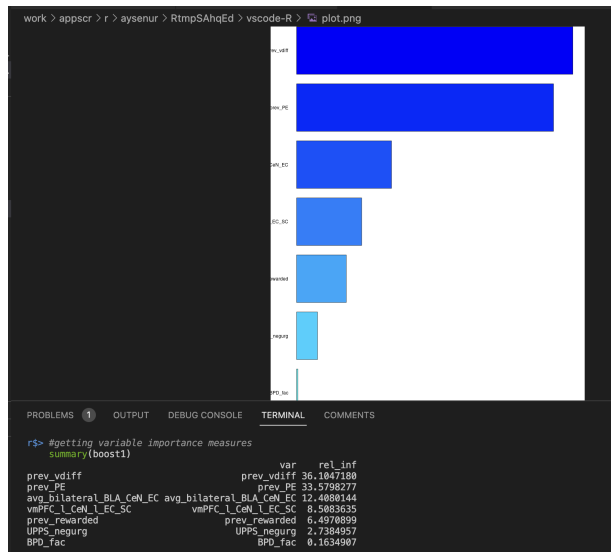 work > appscr > r > aysenur > RtmpSAhqEd > vscode-R > plot.png
prev_vdiff
prev_PE
CeN_EC
_EC_SC
ewarded
_negurg
BPD_fac
PROBLEMS 1 OUTPUT DEBUG CONSOLE TERMINAL COMMENTS
r$> #getting variable importance measures
summary(boost1)
var rel_inf
prev_vdiff prev_vdiff 36.1047180
prev_PE prev_PE 33.5798277
avg_bilateral_BLA_CeN_EC avg_bilateral_BLA_CeN_EC 12.4080144
vmPFC_l_CeN_l_EC_SC vmPFC_l_CeN_l_EC_SC 8.5083635
prev_rewarded prev_rewarded 6.4970899
UPPS_negurg UPPS_negurg 2.7384957
BPD_fac BPD_fac 0.1634907